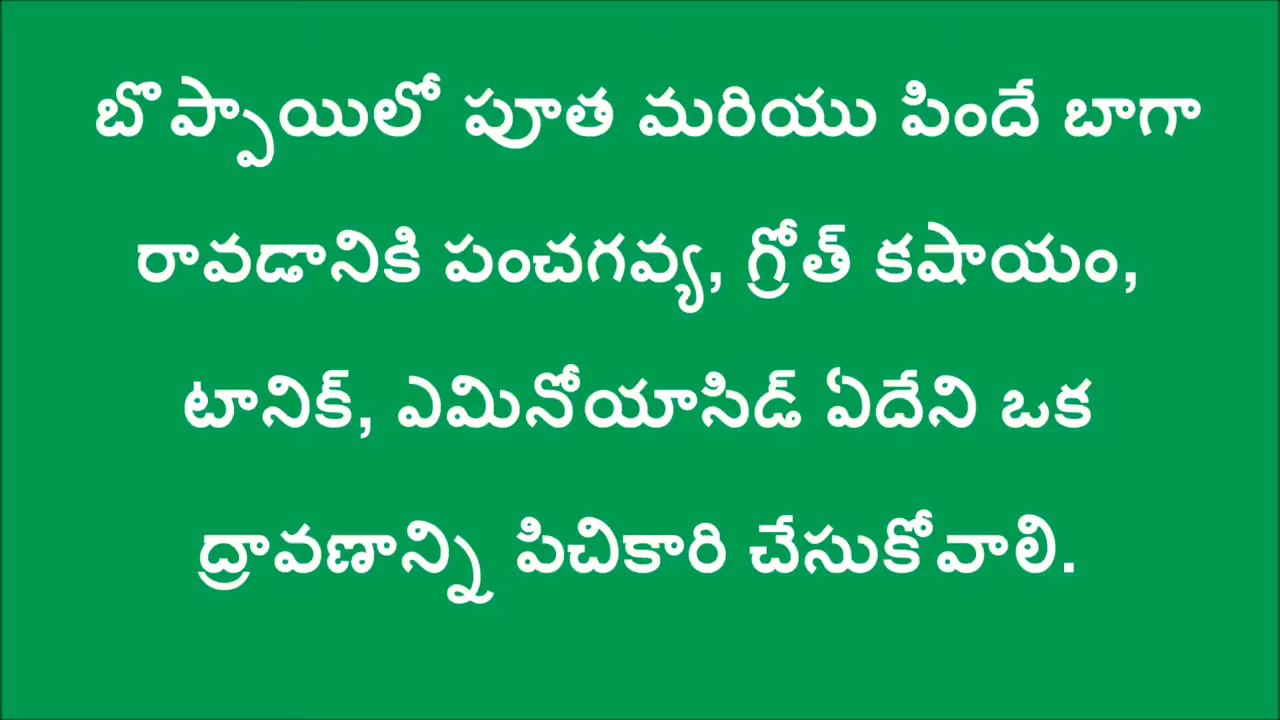 బొప్పాయిలో పూత మరియు పిందే బాగా
రావడానికి పంచగవ్య, గ్రోత్ కషాయం,
టానిక్, ఎమినోయాసిడ్ ఏదేని ఒక
ద్రావణాన్ని పిచికారి చేసుకోవాలి.